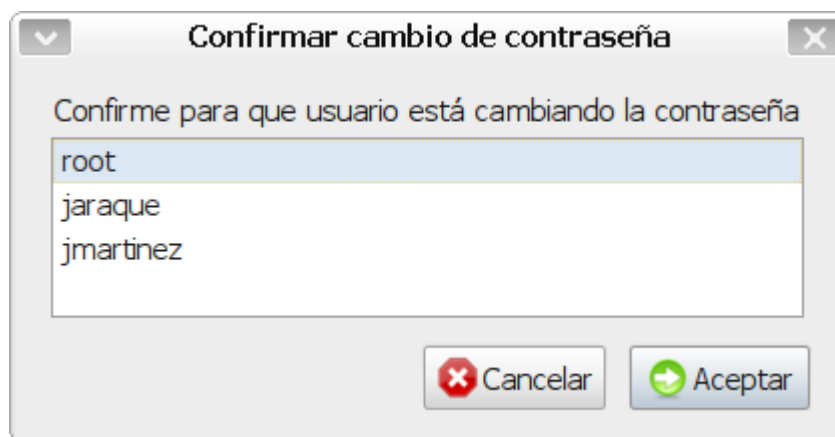 Confirmar cambio de contraseña
Confirme para que usuario está cambiando la contraseña
root
jaraque
jmartinez
Cancelar
Aceptar